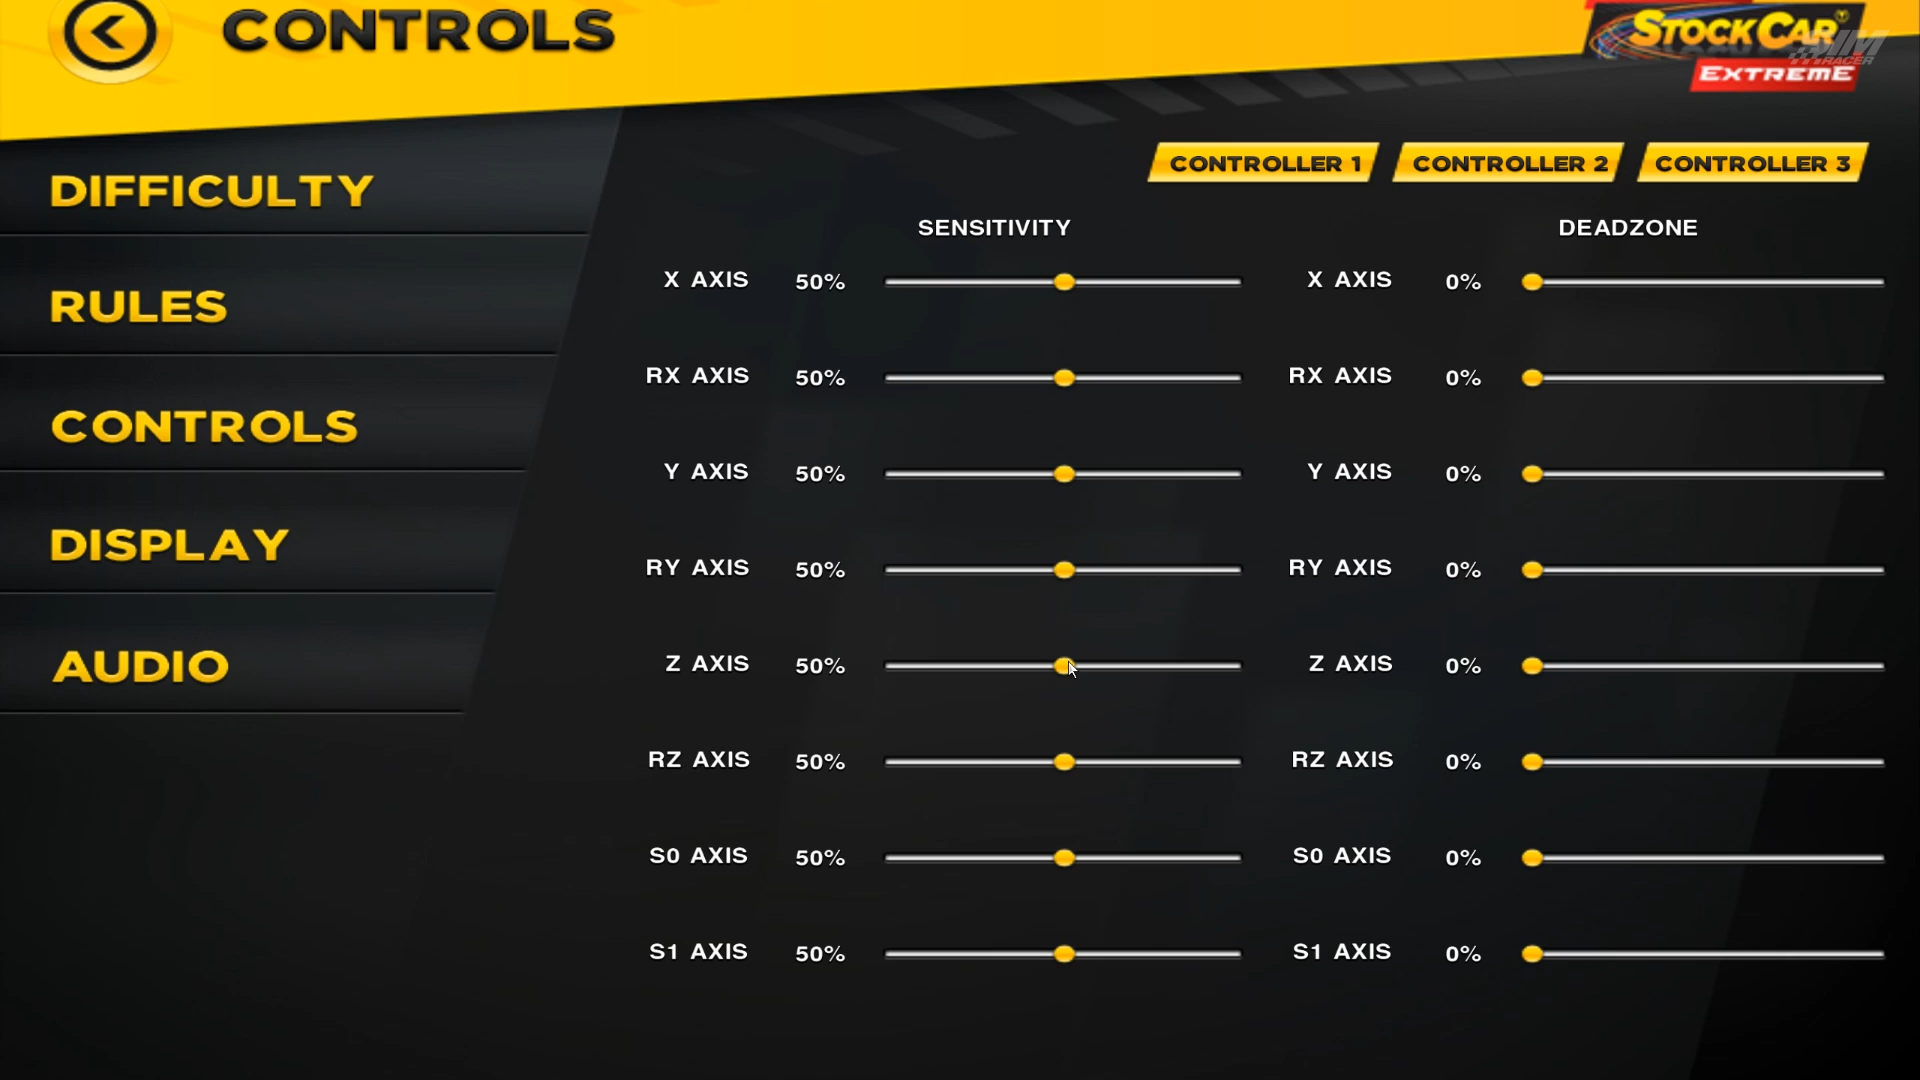 CONTROLS
STOCK CAR
EXTREME
RACER
DIFFICULTY
RULES
CONTROLS
DISPLAY
AUDIO
CONTROLLER 1 CONTROLLER 2 CONTROLLER 3
SENSITIVITY DEADZONE
X AXIS 50% X AXIS 0%
RX AXIS 50% RX AXIS 0%
Y AXIS 50% Y AXIS 0%
RY AXIS 50% RY AXIS 0%
Z AXIS 50% Z AXIS 0%
RZ AXIS 50% RZ AXIS 0%
S0 AXIS 50% S0 AXIS 0%
S1 AXIS 50% S1 AXIS 0%